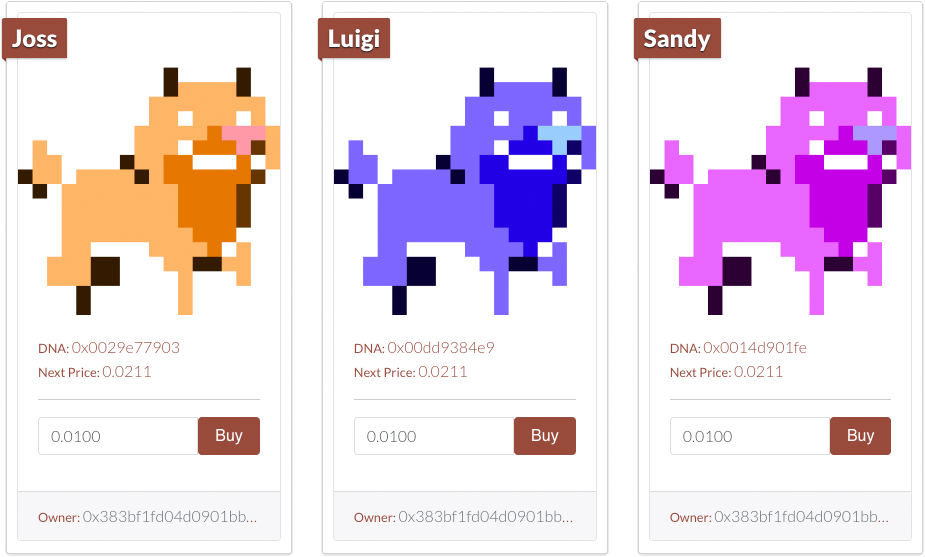 Joss
DNA: 0x0029e77903
Next Price: 0.0211
0.0100 Buy
Owner: 0x383bf1fd04d0901bb...
Luigi
DNA: 0x00dd9384e9
Next Price: 0.0211
0.0100 Buy
Owner: 0x383bf1fd04d0901bb...
Sandy
DNA: 0x0014d901fe
Next Price: 0.0211
0.0100 Buy
Owner: 0x383bf1fd04d0901bb...